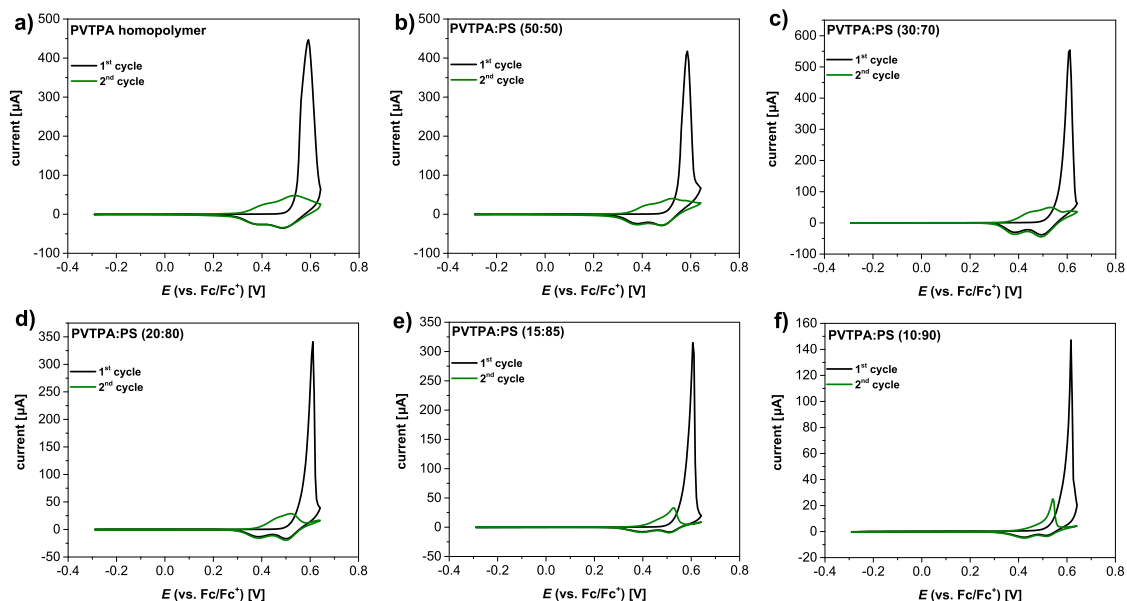 a)
PVTPA homopolymer
1st cycle
2nd cycle
current [µA]
500
400
300
200
100
0
-100
-0.4 -0.2 0.0 0.2 0.4 0.6 0.8
E (vs. Fc/Fc+) [V]
b)
PVTPA:PS (50:50)
1st cycle
2nd cycle
current [µA]
500
400
300
200
100
0
-100
-0.4 -0.2 0.0 0.2 0.4 0.6 0.8
E (vs. Fc/Fc+) [V]
c)
PVTPA:PS (30:70)
1st cycle
2nd cycle
current [µA]
600
500
400
300
200
100
0
-100
-0.4 -0.2 0.0 0.2 0.4 0.6 0.8
E (vs. Fc/Fc+) [V]
d)
PVTPA:PS (20:80)
1st cycle
2nd cycle
current [µA]
350
300
250
200
150
100
50
0
-50
-0.4 -0.2 0.0 0.2 0.4 0.6 0.8
E (vs. Fc/Fc+) [V]
e)
PVTPA:PS (15:85)
1st cycle
2nd cycle
current [µA]
350
300
250
200
150
100
50
0
-50
-0.4 -0.2 0.0 0.2 0.4 0.6 0.8
E (vs. Fc/Fc+) [V]
f)
PVTPA:PS (10:90)
1st cycle
2nd cycle
current [µA]
160
140
120
100
80
60
40
20
0
-20
-0.4 -0.2 0.0 0.2 0.4 0.6 0.8
E (vs. Fc/Fc+) [V]